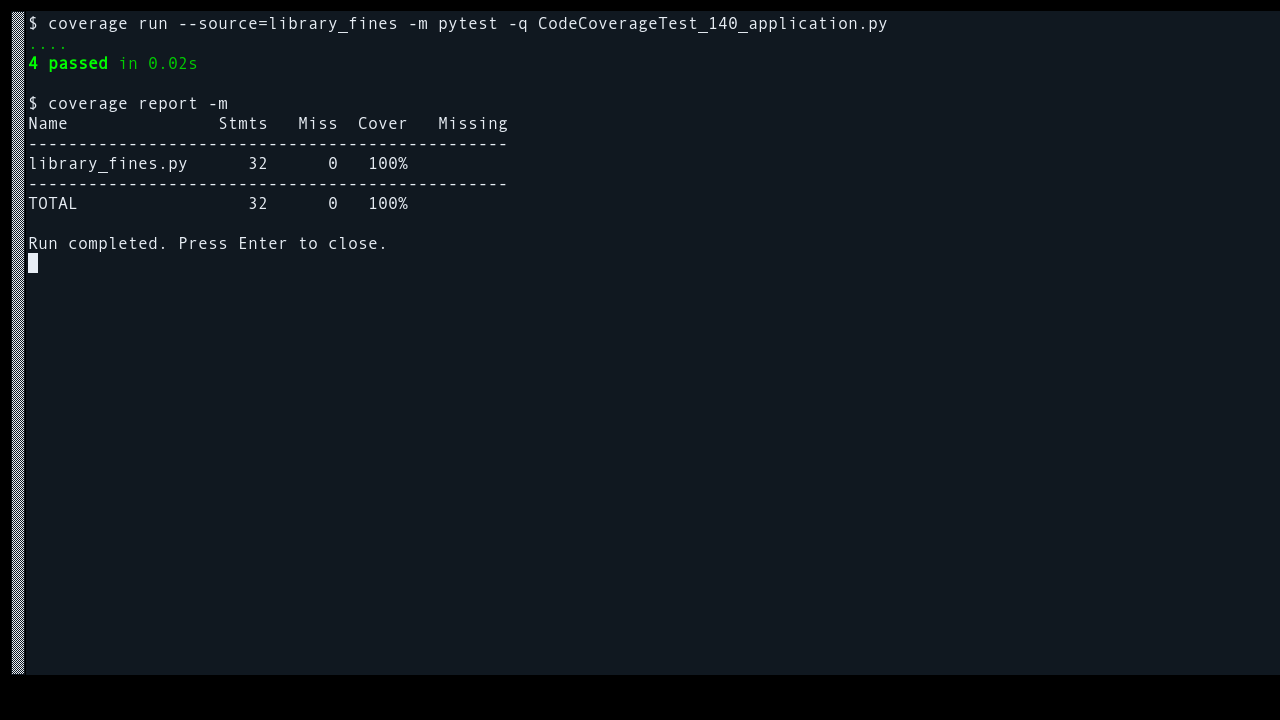 $ coverage run --source=library_fines -m pytest -q CodeCoverageTest_140_application.py
....
4 passed in 0.02s
$ coverage report -m
Name               Stmts   Miss  Cover   Missing
------------------------------------------------
library_fines.py      32      0   100%
------------------------------------------------
TOTAL                 32      0   100%
Run completed. Press Enter to close.